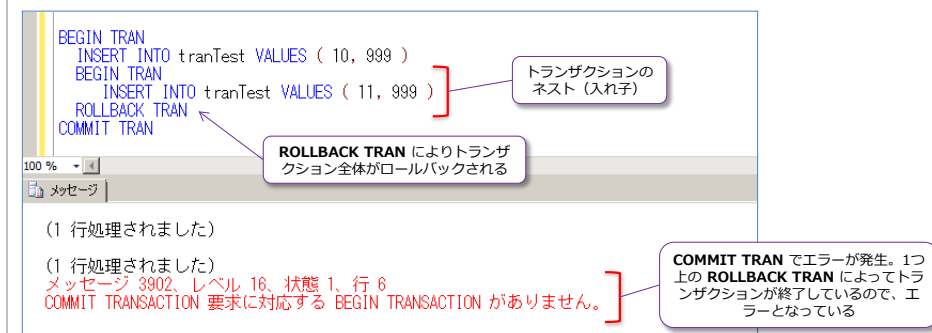 BEGIN TRAN
INSERT INTO tranTest VALUES ( 10, 999 )
BEGIN TRAN
INSERT INTO tranTest VALUES ( 11, 999 )
ROLLBACK TRAN
COMMIT TRAN
トランザクションの
ネスト（入れ子）
ROLLBACK TRAN によりトランザ
クション全体がロールバックされる
100 %
メッセージ
(1 行処理されました)
(1 行処理されました)
メッセージ 3902、レベル 16、状態 1、行 6
COMMIT TRANSACTION 要求に対応する BEGIN TRANSACTION がありません。
COMMIT TRAN でエラーが発生。1つ
上の ROLLBACK TRAN によってトラ
ンザクションが終了しているので、エ
ラーとなっている